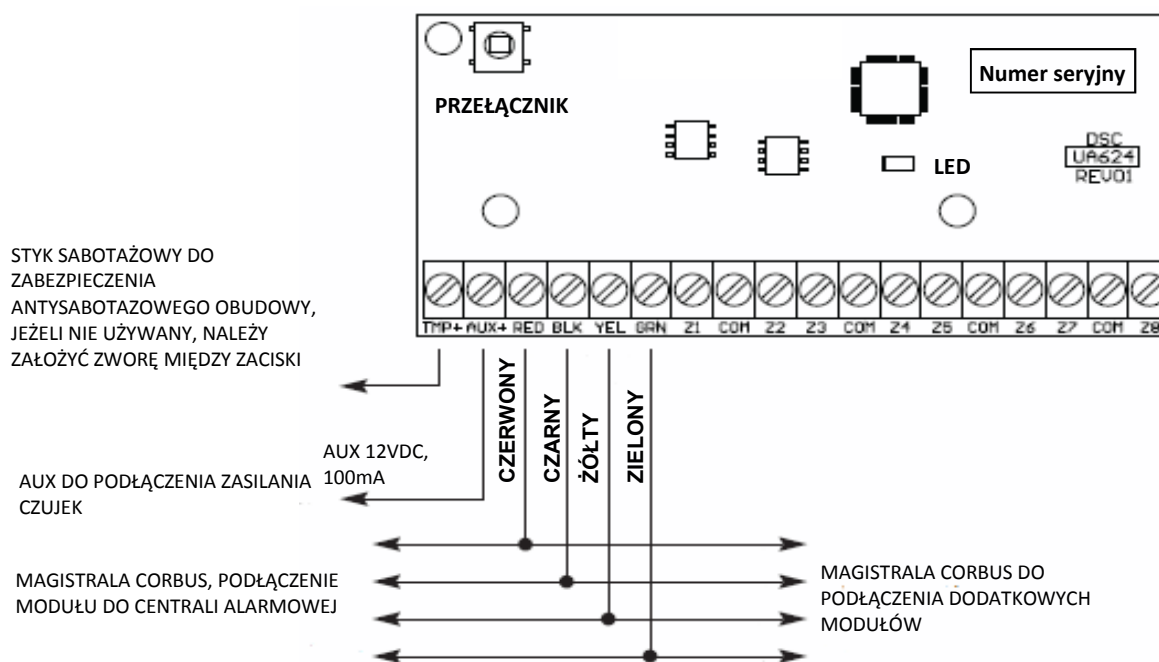 Numer seryjny
PRZEŁĄCZNIK
LED
DSC
UA624
REV01
STYK SABOTAŻOWY DO
ZABEZPIECZENIA
ANTYSABOTAZOWEGO OBUDOWY,
JEŻELI NIE UŻYWANY, NALEŻY
ZAŁOŻYĆ ZWORĘ MIĘDZY ZACISKI
TMP+ AUX+ RED BLK YEL GRN Z1 COM Z2 Z3 COM Z4 Z5 COM Z6 Z7 COM Z8
CZERWONY
CZARNY
ŻÓŁTY
ZIELONY
AUX 12VDC,
100mA
AUX DO PODŁĄCZENIA ZASILANIA
CZUJEK
MAGISTRALA CORBUS, PODŁĄCZENIE
MODUŁU DO CENTRALI ALARMOWEJ
MAGISTRALA CORBUS DO
PODŁĄCZENIA DODATKOWYCH
MODUŁÓW